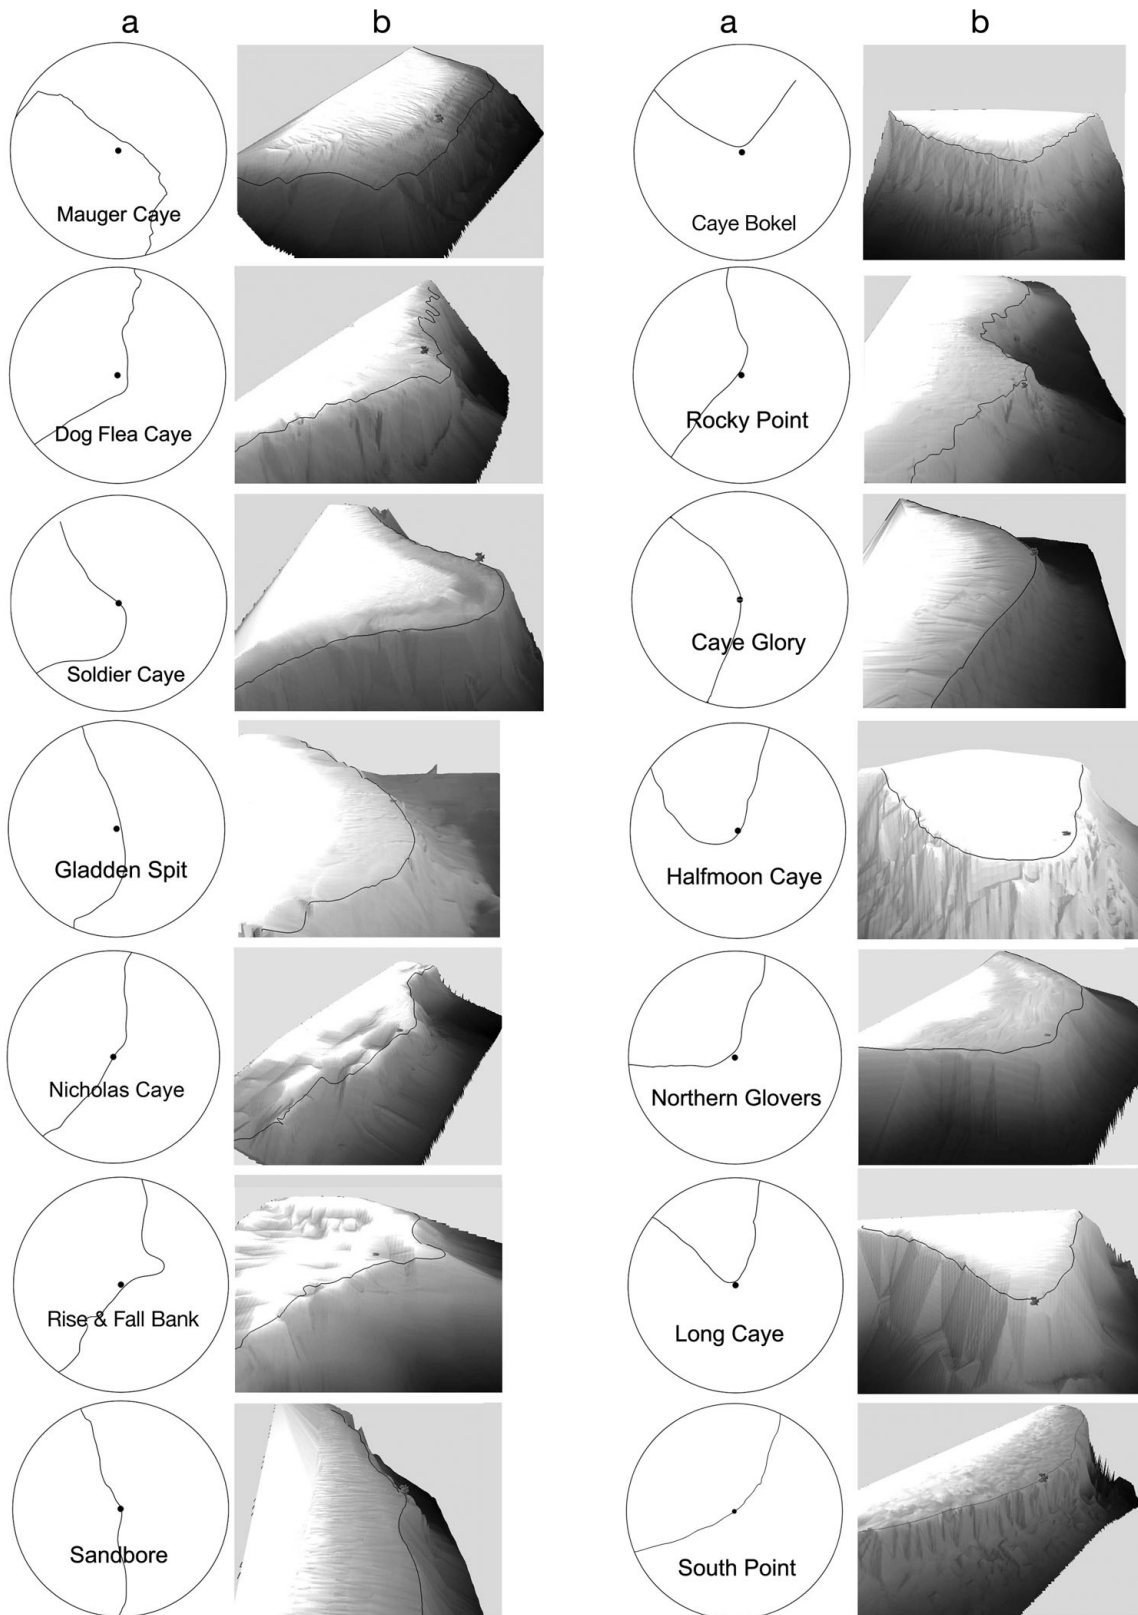 a
b
a
b
Mauger Caye
Caye Bokel
Dog Flea Caye
Rocky Point
Soldier Caye
Caye Glory
Gladden Spit
Halfmoon Caye
Nicholas Caye
Northern Glovers
Rise & Fall Bank
Long Caye
Sandbore
South Point